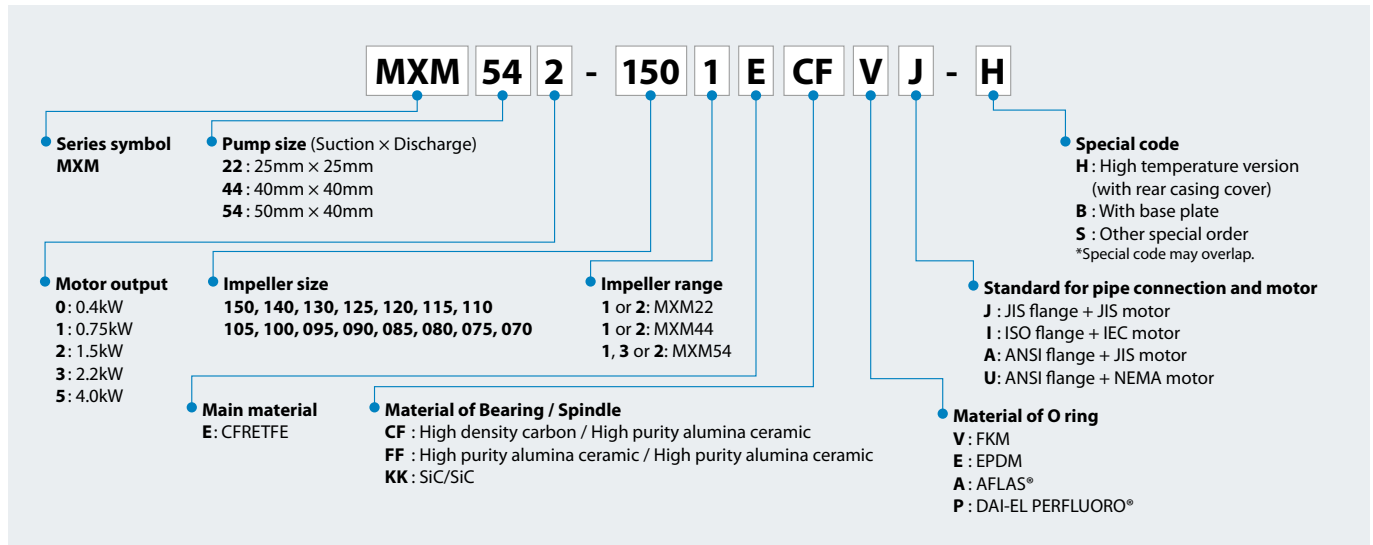 MXM 54 2 - 150 1 E CF V J - H
Series symbol
MXM
Pump size (Suction × Discharge)
22 : 25mm × 25mm
44 : 40mm × 40mm
54 : 50mm × 40mm
Special code
H : High temperature version
(with rear casing cover)
B : With base plate
S : Other special order
*Special code may overlap.
Motor output
0 : 0.4kW
1 : 0.75kW
2 : 1.5kW
3 : 2.2kW
5 : 4.0kW
Impeller size
150, 140, 130, 125, 120, 115, 110
105, 100, 095, 090, 085, 080, 075, 070
Impeller range
1 or 2: MXM22
1 or 2: MXM44
1, 3 or 2: MXM54
Standard for pipe connection and motor
J : JIS flange + JIS motor
I : ISO flange + IEC motor
A : ANSI flange + JIS motor
U : ANSI flange + NEMA motor
Main material
E : CFRETFE
Material of Bearing / Spindle
CF : High density carbon / High purity alumina ceramic
FF : High purity alumina ceramic / High purity alumina ceramic
KK : SiC/SiC
Material of O ring
V : FKM
E : EPDM
A : AFLAS®
P : DAI-EL PERFLUORO®